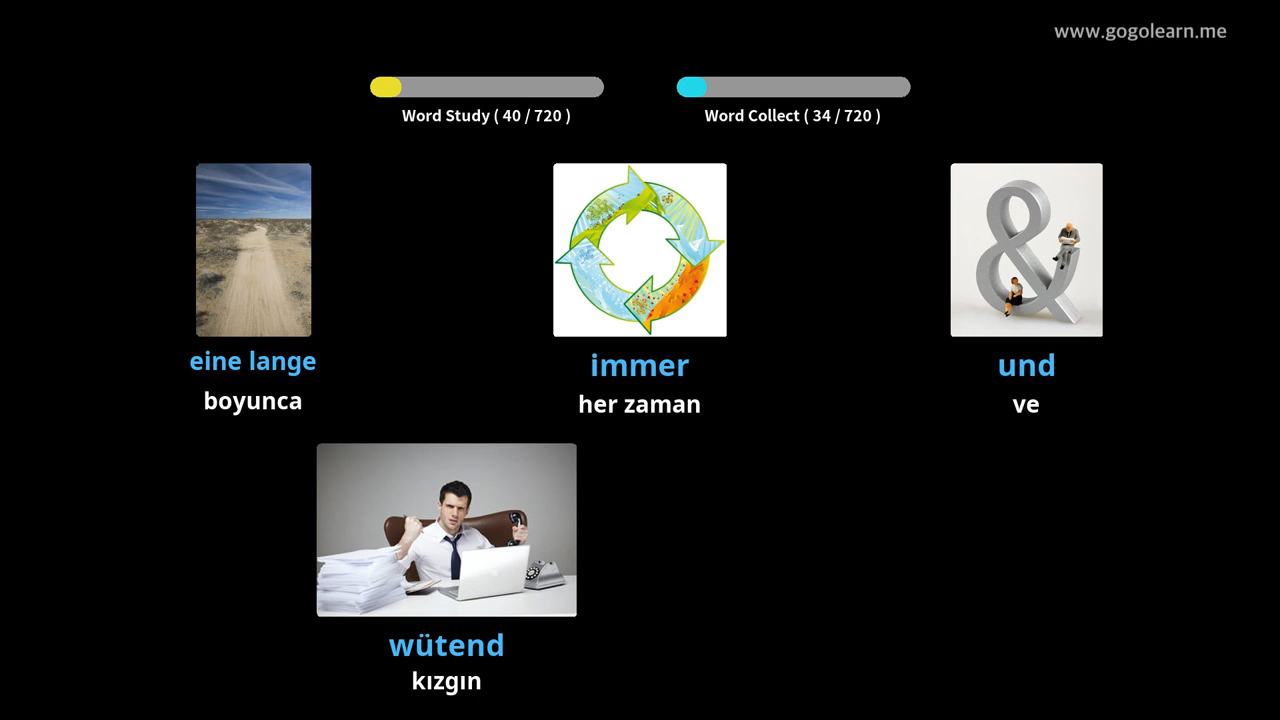 www.gogolearn.me
Word Study ( 40 / 720 )
Word Collect ( 34 / 720 )
eine lange
boyunca
immer
her zaman
&
und
ve
wütend
kızgın